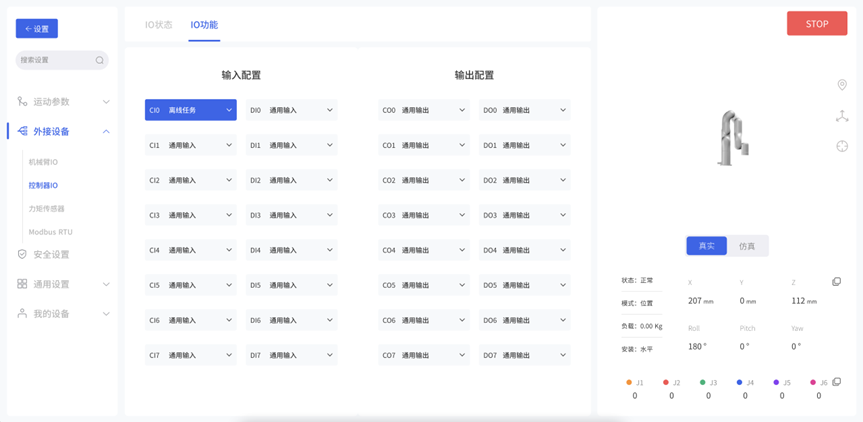 ← 设置
搜索设置
运动参数
外接设备
机械臂IO
控制器IO
力矩传感器
Modbus RTU
安全设置
通用设置
我的设备
IO状态 IO功能
输入配置 输出配置
CI0 离线任务 DI0 通用输入 CO0 通用输出 DO0 通用输出
CI1 通用输入 DI1 通用输入 CO1 通用输出 DO1 通用输出
CI2 通用输入 DI2 通用输入 CO2 通用输出 DO2 通用输出
CI3 通用输入 DI3 通用输入 CO3 通用输出 DO3 通用输出
CI4 通用输入 DI4 通用输入 CO4 通用输出 DO4 通用输出
CI5 通用输入 DI5 通用输入 CO5 通用输出 DO5 通用输出
CI6 通用输入 DI6 通用输入 CO6 通用输出 DO6 通用输出
CI7 通用输入 DI7 通用输入 CO7 通用输出 DO7 通用输出
STOP
真实 仿真
状态: 正常
模式: 位置
负载: 0.00 Kg
安装: 水平
X Y Z
207 mm 0 mm 112 mm
Roll Pitch Yaw
180 ° 0 ° 0 °
J1 J2 J3 J4 J5 J6
0 0 0 0 0 0